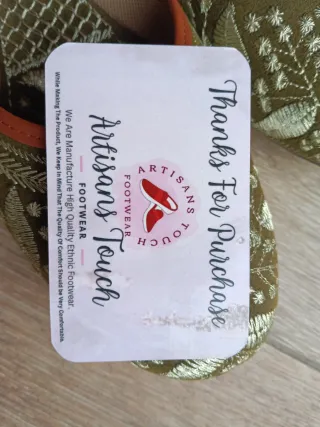 Thanks For Purchase
ARTISANS TOUCH
FOOTWEAR
Artisans Touch
FOOTWEAR
We Are Manufacture High Quality Ethnic Footwear.
While Making The Product, We Keep In Mind That The Quality Of Comfort Should Be Very Comfortable.